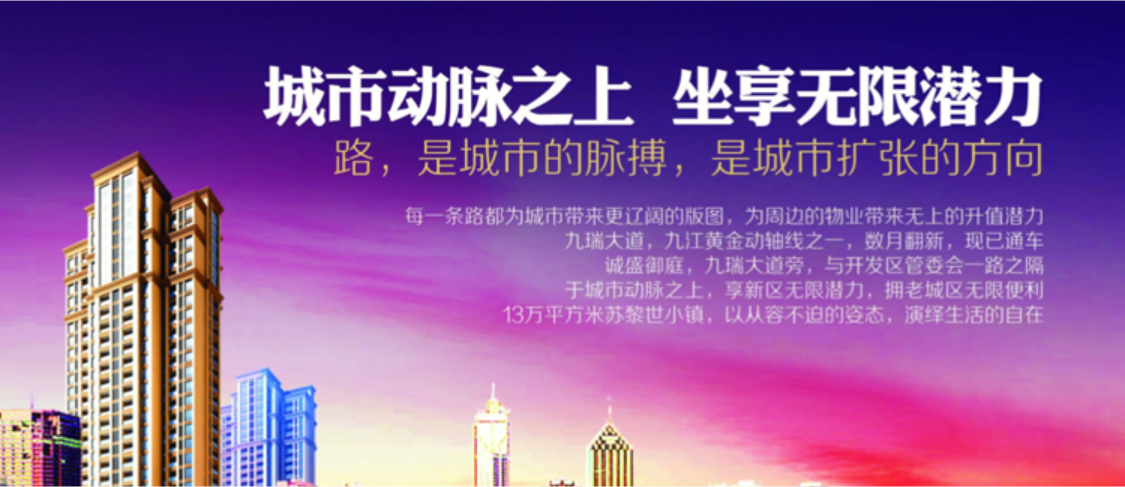 城市动脉之上 坐享无限潜力
路，是城市的脉搏，是城市扩张的方向
每一条路都为城市带来更辽阔的版图，为周边的物业带来无上的升值潜力
九瑞大道，九江黄金动轴线之一，数月翻新，现已通车
诚盛御庭，九瑞大道旁，与开发区管委会一路之隔
于城市动脉之上，享新区无限潜力，拥老城区无限便利
13万平方米苏黎世小镇，以从容不迫的姿态，演绎生活的自在